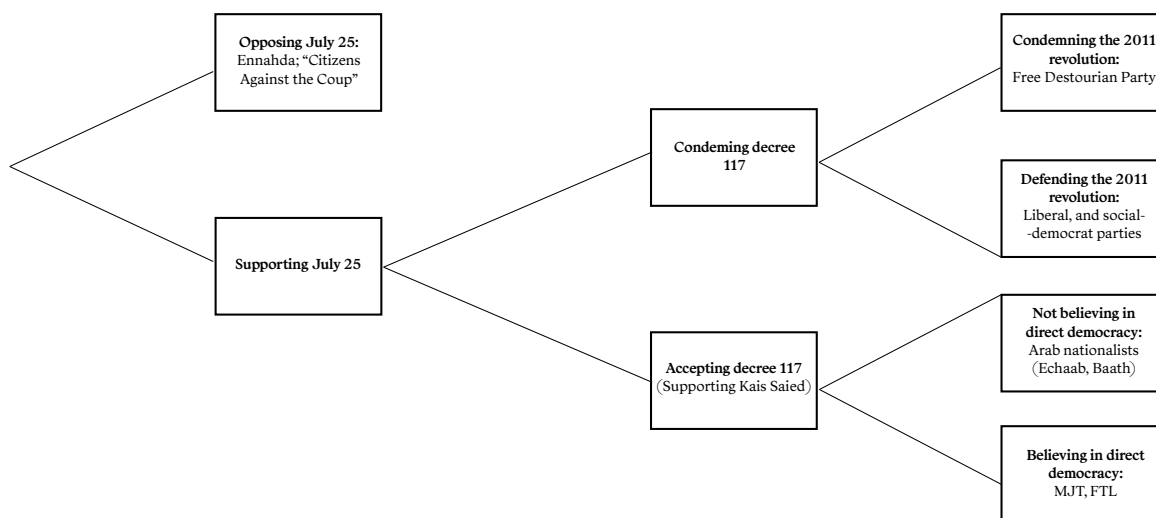 Opposing July 25:
Ennahda; “Citizens
Against the Coup”
Supporting July 25
Condeming decree
117
Accepting decree 117
(Supporting Kais Saied)
Condemning the 2011
revolution:
Free Destourian Party
Defending the 2011
revolution:
Liberal, and social-
-democrat parties
Not believing in
direct democracy:
Arab nationalists
(Echaab, Baath)
Believing in direct
democracy:
MJT, FTL